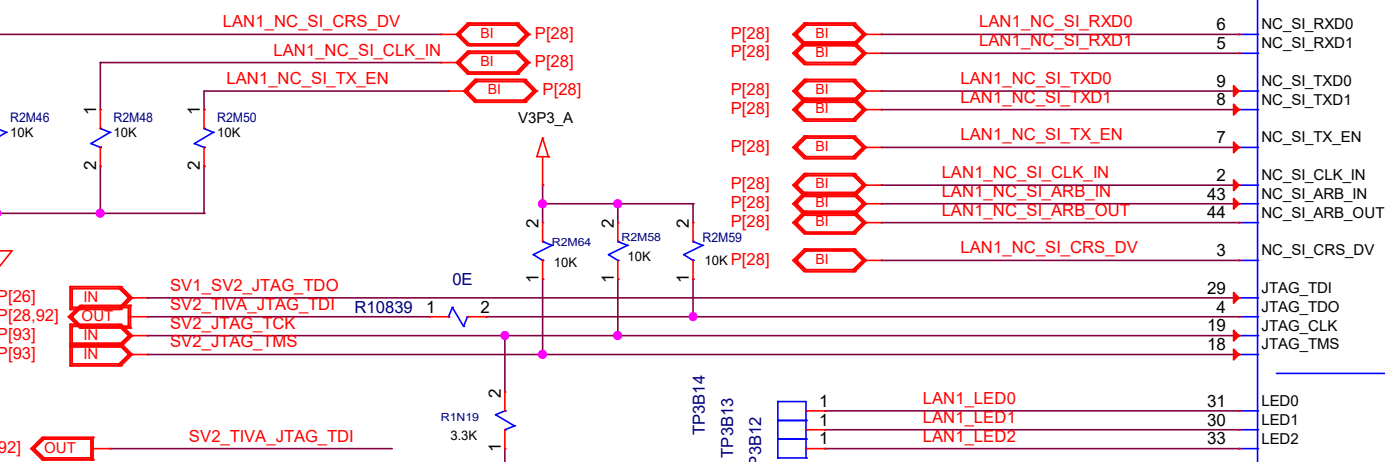 LAN1_NC_SI_CRS_DV BI P[28]
LAN1_NC_SI_CLK_IN BI P[28]
LAN1_NC_SI_TX_EN BI P[28]
R2M46 10K
1 R2M48 10K 2
1 R2M50 10K 2
V3P3_A
P[28] BI LAN1_NC_SI_RXD0 6 NC_SI_RXD0
P[28] BI LAN1_NC_SI_RXD1 5 NC_SI_RXD1
P[28] BI LAN1_NC_SI_TXD0 9 NC_SI_TXD0
P[28] BI LAN1_NC_SI_TXD1 8 NC_SI_TXD1
P[28] BI LAN1_NC_SI_TX_EN 7 NC_SI_TX_EN
P[28] BI LAN1_NC_SI_CLK_IN 2 NC_SI_CLK_IN
P[28] BI LAN1_NC_SI_ARB_IN 43 NC_SI_ARB_IN
P[28] BI LAN1_NC_SI_ARB_OUT 44 NC_SI_ARB_OUT
P[28] BI LAN1_NC_SI_CRS_DV 3 NC_SI_CRS_DV
2 R2M64 10K 1
2 R2M58 10K 1
2 R2M59 10K 1
P[26] IN SV1_SV2_JTAG_TDO 29 JTAG_TDI
P[28,92] OUT SV2_TIVA_JTAG_TDI R10839 1 0E 2 4 JTAG_TDO
P[93] IN SV2_JTAG_TCK 19 JTAG_CLK
P[93] IN SV2_JTAG_TMS 18 JTAG_TMS
2 R1N19 3.3K 1
92] OUT SV2_TIVA_JTAG_TDI
TP3B14 1 LAN1_LED0 31 LED0
TP3B13 1 LAN1_LED1 30 LED1
P3B12 1 LAN1_LED2 33 LED2